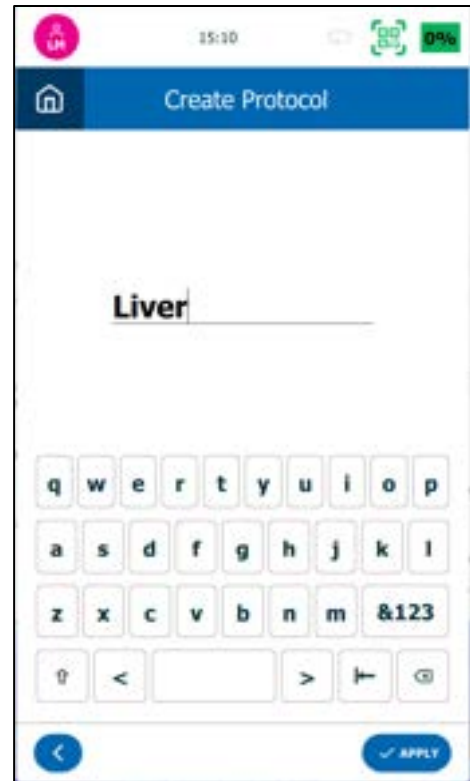 LM 15:10 0%
Create Protocol
Liver
q w e r t y u i o p
a s d f g h j k l
z x c v b n m &123
< >
APPLY